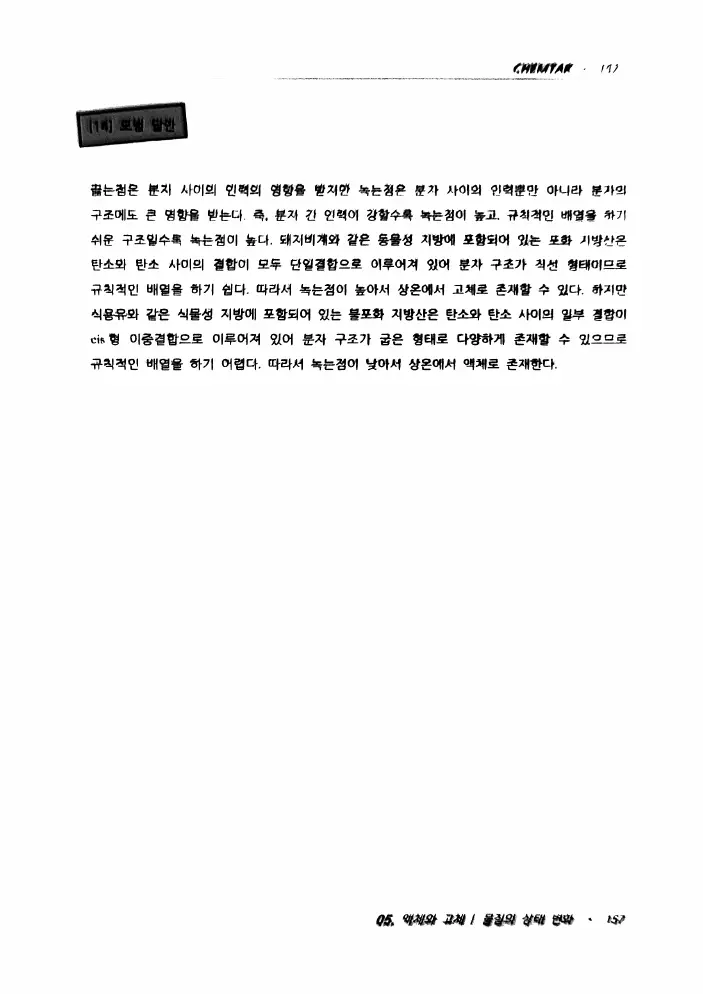 CHEMTAR
모범 답안
끓는점은 분자 사이의 인력의 영향을 받지만 녹는점은 분자 사이의 인력뿐만 아니라 분자의
구조에도 큰 영향을 받는다. 즉, 분자 간 인력이 강할수록 녹는점이 높고, 규칙적인 배열을 하기
쉬운 구조일수록 녹는점이 높다. 돼지비계와 같은 동물성 지방에 포함되어 있는 포화 지방산은
탄소와 탄소 사이의 결합이 모두 단일결합으로 이루어져 있어 분자 구조가 직선 형태이므로
규칙적인 배열을 하기 쉽다. 따라서 녹는점이 높아서 상온에서 고체로 존재할 수 있다. 하지만
식용유와 같은 식물성 지방에 포함되어 있는 불포화 지방산은 탄소와 탄소 사이의 일부 결합이
cis 형 이중결합으로 이루어져 있어 분자 구조가 굽은 형태로 다양하게 존재할 수 있으므로
규칙적인 배열을 하기 어렵다. 따라서 녹는점이 낮아서 상온에서 액체로 존재한다.
05. 액체와 고체 / 물질의 상태 변화 ·